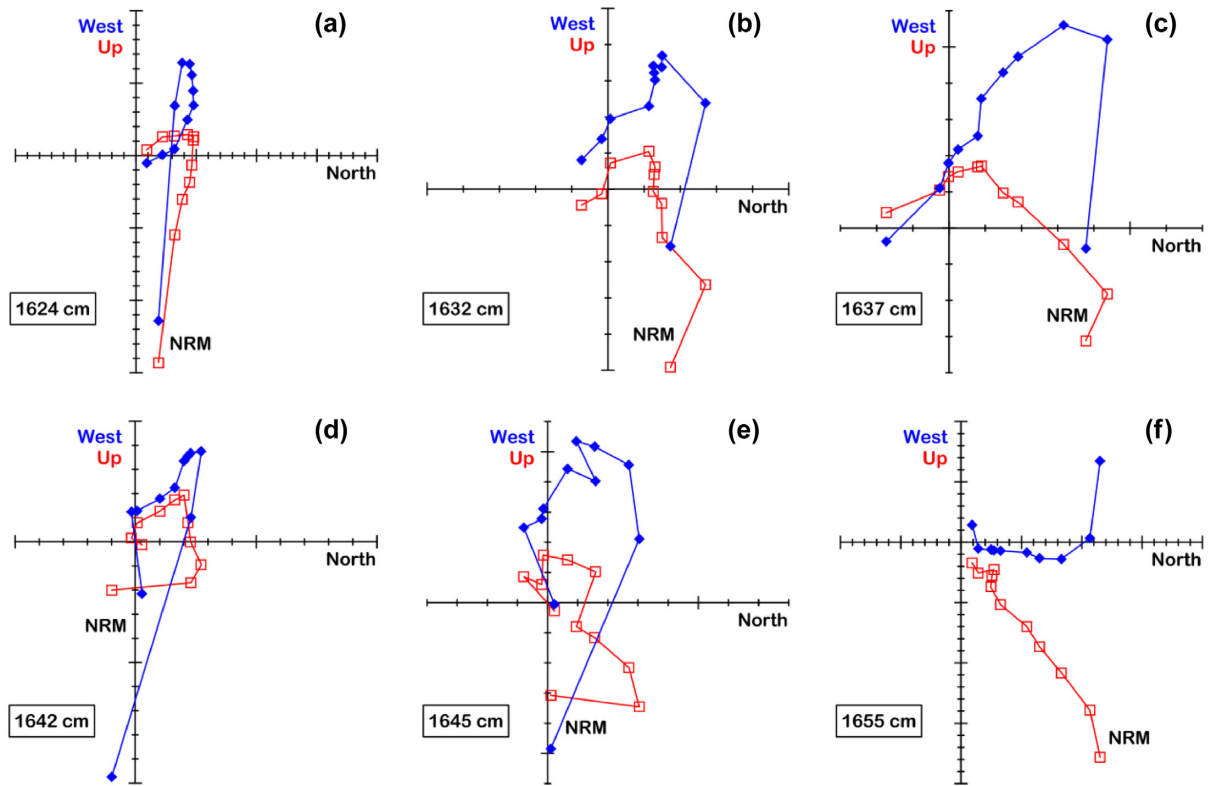 West
Up
(a)
North
1624 cm
NRM
West
Up
(b)
North
1632 cm
NRM
West
Up
(c)
North
1637 cm
NRM
West
Up
(d)
North
NRM
1642 cm
West
Up
(e)
North
1645 cm
NRM
West
Up
(f)
North
1655 cm
NRM